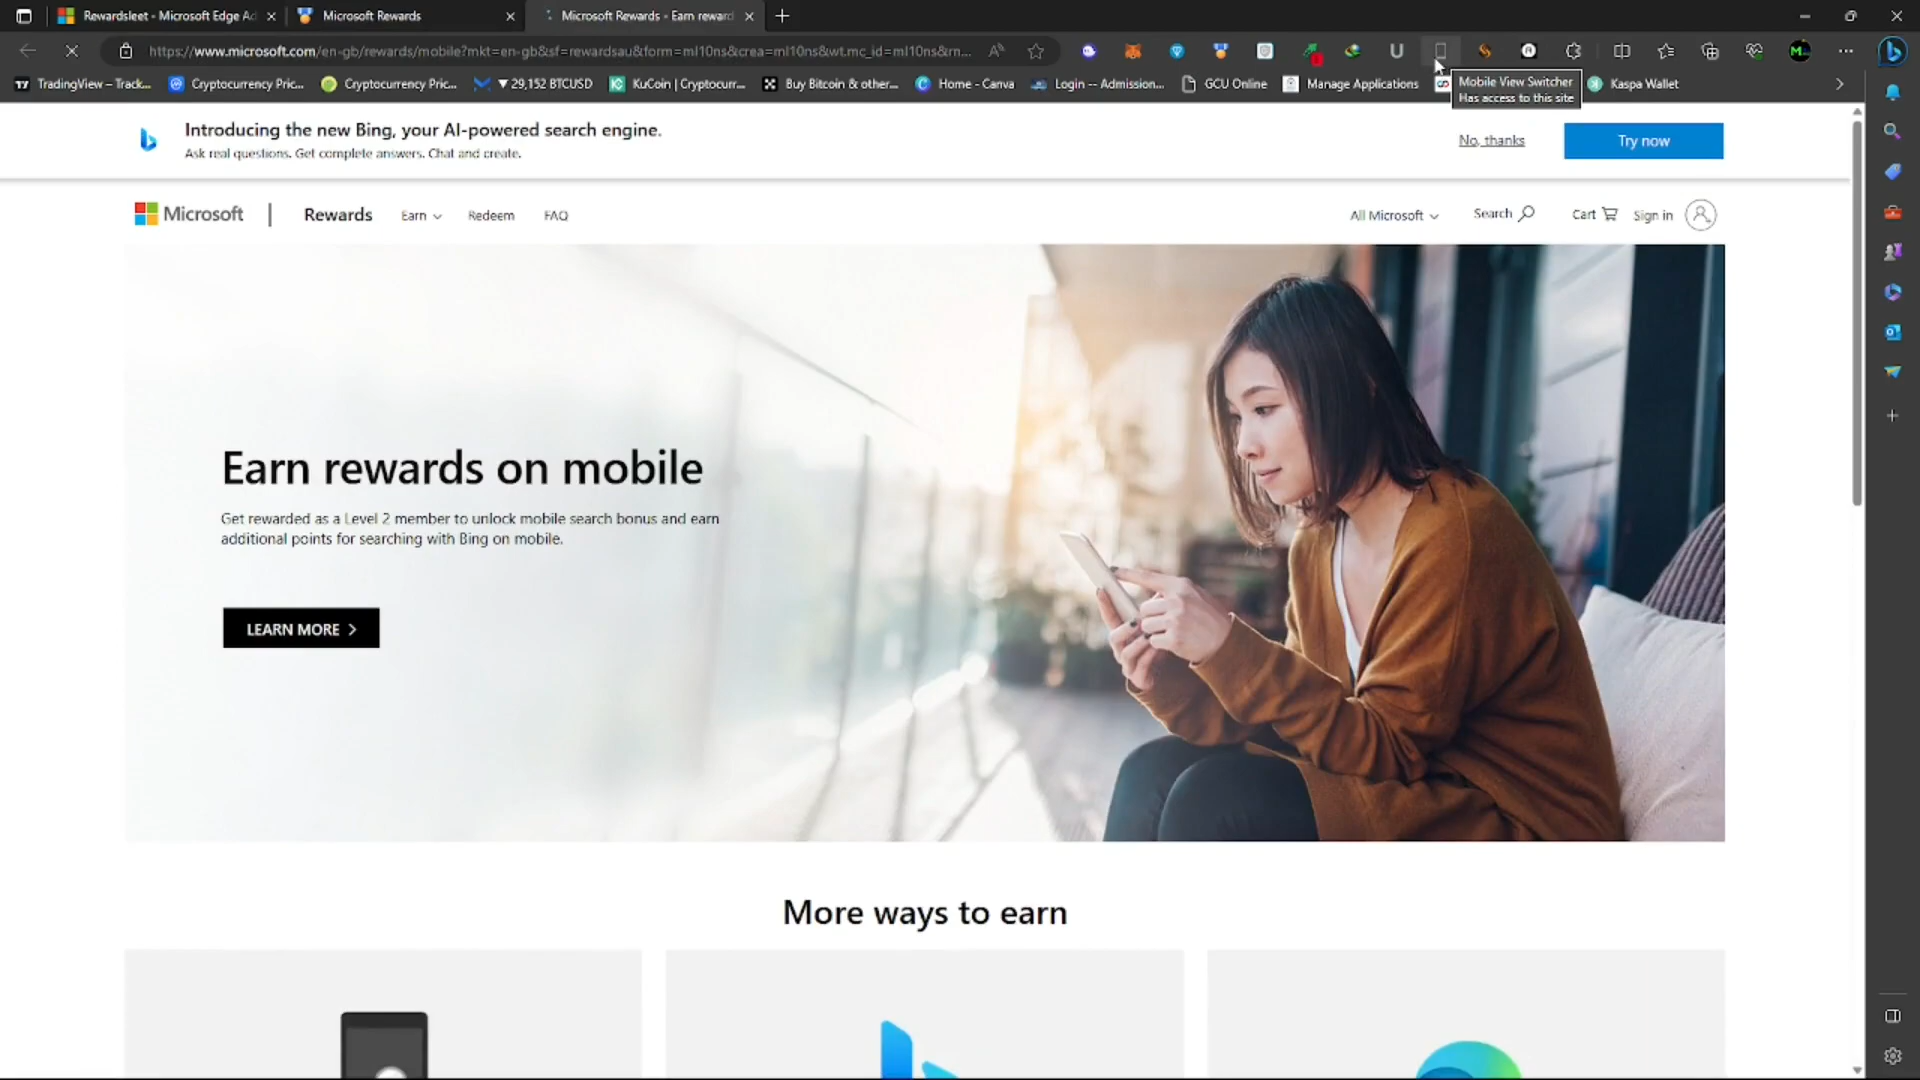 Rewardsleet - Microsoft Edge Ad
Microsoft Rewards
Microsoft Rewards - Earn reward
https://www.microsoft.com/en-gb/rewards/mobile?mkt=en-gb&sf=rewardsau&form=ml10ns&crea=ml10ns&wt.mc_id=ml10ns&rm...
TradingView – Track...
Cryptocurrency Pric...
Cryptocurrency Pric...
▼ 29,152 BTCUSD
KuCoin | Cryptocurr...
Buy Bitcoin & other...
Home - Canva
Login -- Admission...
GCU Online
Manage Applications
Mobile View Switcher
Has access to this site
Kaspa Wallet
Introducing the new Bing, your AI-powered search engine.
Ask real questions. Get complete answers. Chat and create.
No, thanks
Try now
Microsoft | Rewards Earn Redeem FAQ
All Microsoft Search Cart Sign in
Earn rewards on mobile
Get rewarded as a Level 2 member to unlock mobile search bonus and earn
additional points for searching with Bing on mobile.
LEARN MORE >
More ways to earn